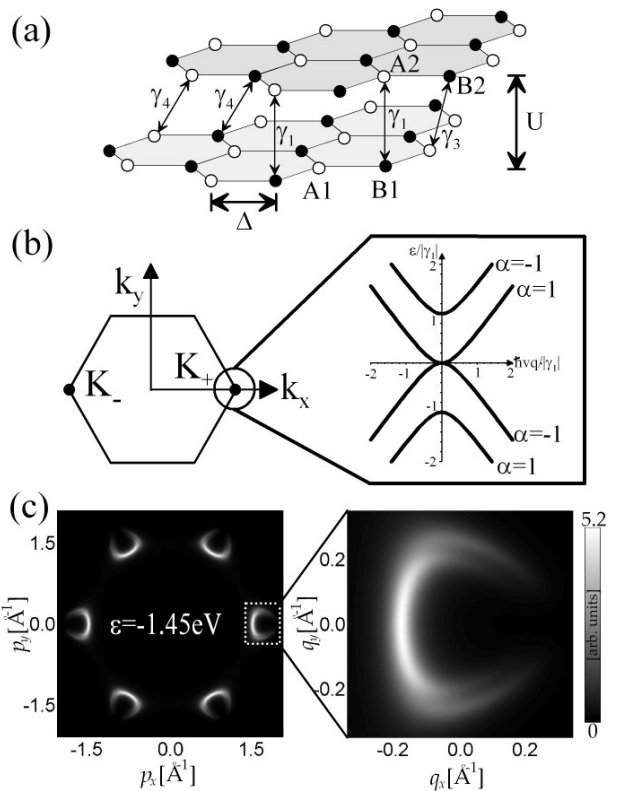 (a)
A2
γ4
γ4
B2
γ1
γ1
γ3
U
A1
B1
Δ
(b)
ky
K-
K+
kx
ε/|γ1|
2
α=-1
α=1
1
ħvq/|γ1|
-2
-1
1
2
-1
α=-1
-2
α=1
(c)
1.5
0.0
-1.5
py[Å-1]
ε=-1.45eV
-1.5
0.0
1.5
px[Å-1]
0.2
0.0
-0.2
qy[Å-1]
-0.2
0.0
0.2
qx[Å-1]
5.2
[arb. units]
0